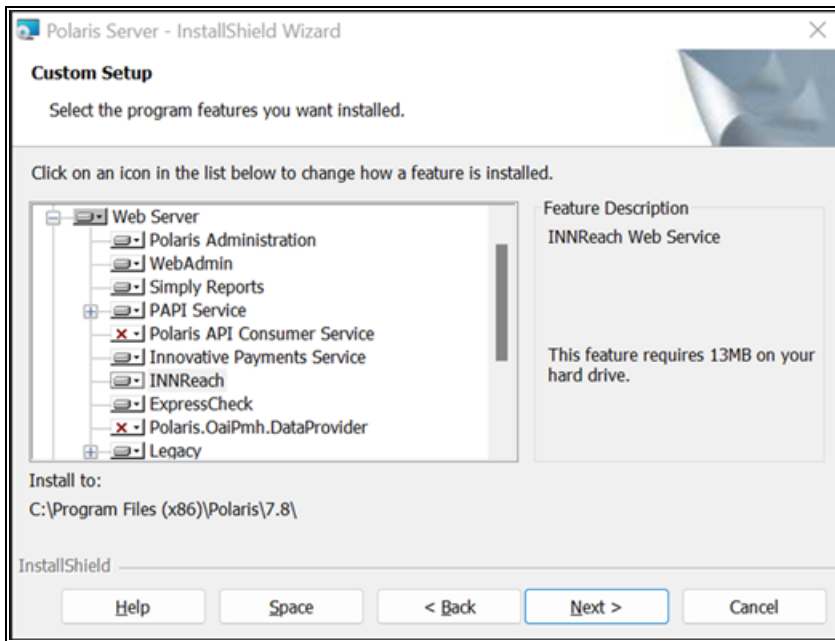 Polaris Server - InstallShield Wizard
Custom Setup
Select the program features you want installed.
Click on an icon in the list below to change how a feature is installed.
Web Server
Polaris Administration
WebAdmin
Simply Reports
PAPI Service
Polaris API Consumer Service
Innovative Payments Service
INNReach
ExpressCheck
Polaris.OaiPmh.DataProvider
Legacy
Feature Description
INNReach Web Service
This feature requires 13MB on your
hard drive.
Install to:
C:\Program Files (x86)\Polaris\7.8\
InstallShield
Help
Space
< Back
Next >
Cancel